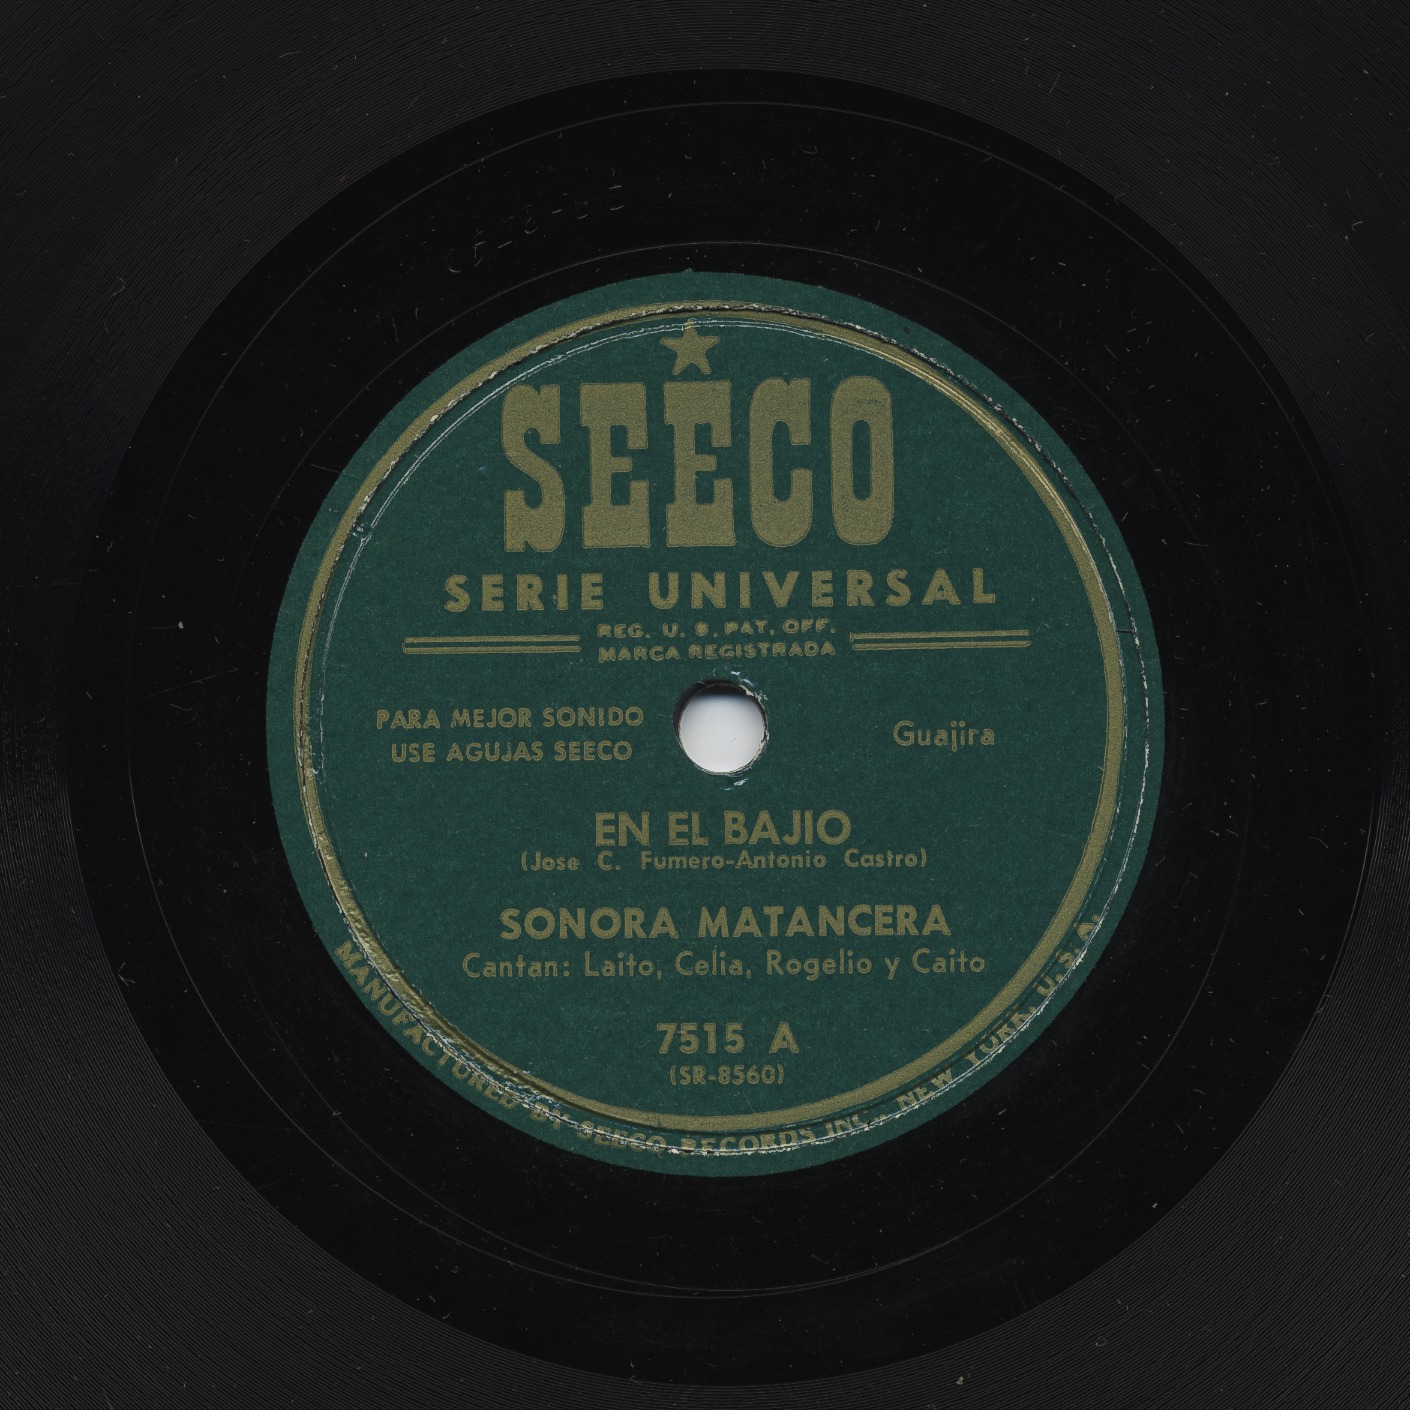 SEECO
SERIE UNIVERSAL
REG. U. S. PAT. OFF.
MARCA REGISTRADA
PARA MEJOR SONIDO
USE AGUJAS SEECO
Guajira
EN EL BAJIO
(Jose C. Fumero-Antonio Castro)
SONORA MATANCERA
Cantan: Laito, Celia, Rogelio y Caito
7515 A
(SR-8560)
MANUFACTURED BY SEECO RECORDS INC., NEW YORK, U.S.A.